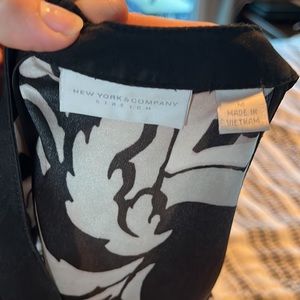 NEW YORK & COMPANY
STRETCH
M
MADE IN
VIETNAM